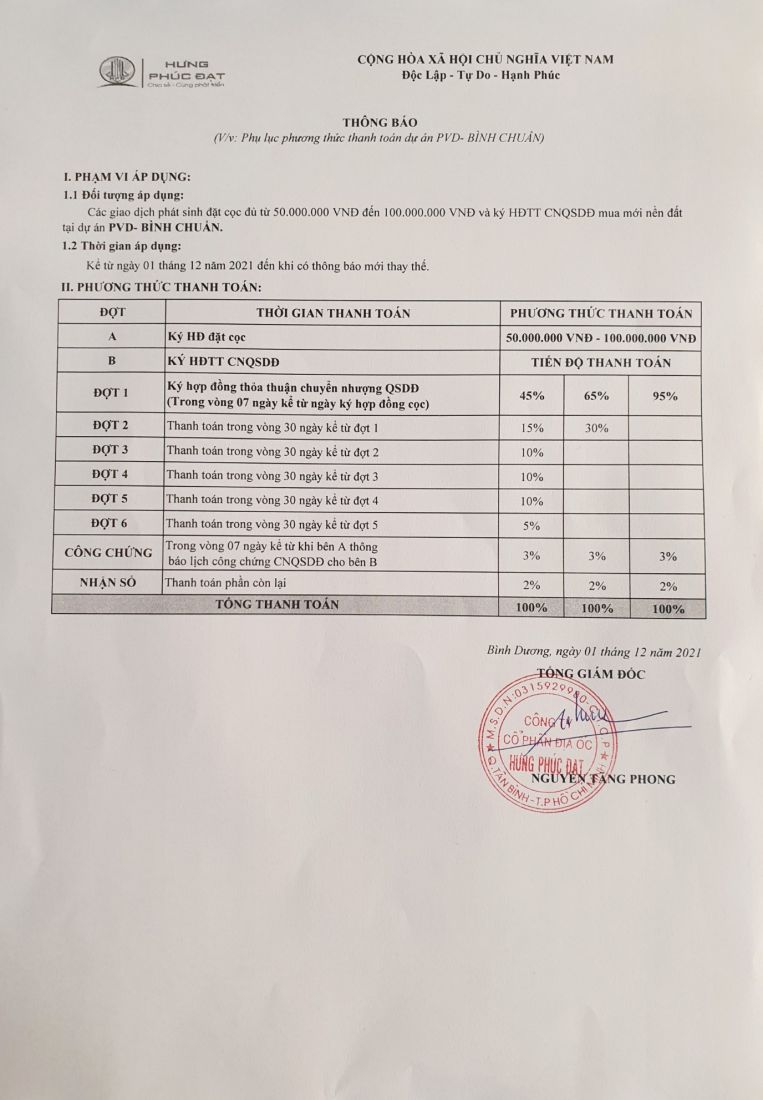 HƯNG
PHÚC ĐẠT
Chia sẻ - Cùng phát triển
CỘNG HÒA XÃ HỘI CHỦ NGHĨA VIỆT NAM
Độc Lập - Tự Do - Hạnh Phúc
THÔNG BÁO
(V/v: Phụ lục phương thức thanh toán dự án PVD- BÌNH CHUẨN)
I. PHẠM VI ÁP DỤNG:
1.1 Đối tượng áp dụng:
Các giao dịch phát sinh đặt cọc đủ từ 50.000.000 VNĐ đến 100.000.000 VNĐ và ký HĐTT CNQSDĐ mua mới nền đất
tại dự án PVD- BÌNH CHUẨN.
1.2 Thời gian áp dụng:
Kể từ ngày 01 tháng 12 năm 2021 đến khi có thông báo mới thay thế.
II. PHƯƠNG THỨC THANH TOÁN:
ĐỢT THỜI GIAN THANH TOÁN PHƯƠNG THỨC THANH TOÁN
A Ký HĐ đặt cọc 50.000.000 VNĐ - 100.000.000 VNĐ
B KÝ HĐTT CNQSDĐ TIẾN ĐỘ THANH TOÁN
ĐỢT 1 Ký hợp đồng thỏa thuận chuyển nhượng QSDĐ
(Trong vòng 07 ngày kể từ ngày ký hợp đồng cọc) 45% 65% 95%
ĐỢT 2 Thanh toán trong vòng 30 ngày kể từ đợt 1 15% 30%
ĐỢT 3 Thanh toán trong vòng 30 ngày kể từ đợt 2 10%
ĐỢT 4 Thanh toán trong vòng 30 ngày kể từ đợt 3 10%
ĐỢT 5 Thanh toán trong vòng 30 ngày kể từ đợt 4 10%
ĐỢT 6 Thanh toán trong vòng 30 ngày kể từ đợt 5 5%
CÔNG CHỨNG Trong vòng 07 ngày kể từ khi bên A thông
báo lịch công chứng CNQSDĐ cho bên B 3% 3% 3%
NHẬN SỔ Thanh toán phần còn lại 2% 2% 2%
TỔNG THANH TOÁN 100% 100% 100%
Bình Dương, ngày 01 tháng 12 năm 2021
TỔNG GIÁM ĐỐC
M.S.D.N:0315929980
CÔNG TY
CỔ PHẦN ĐỊA ỐC
HƯNG PHÚC ĐẠT
Q.TÂN BÌNH-T.P HỒ CHÍ MINH
NGUYỄN TĂNG PHONG